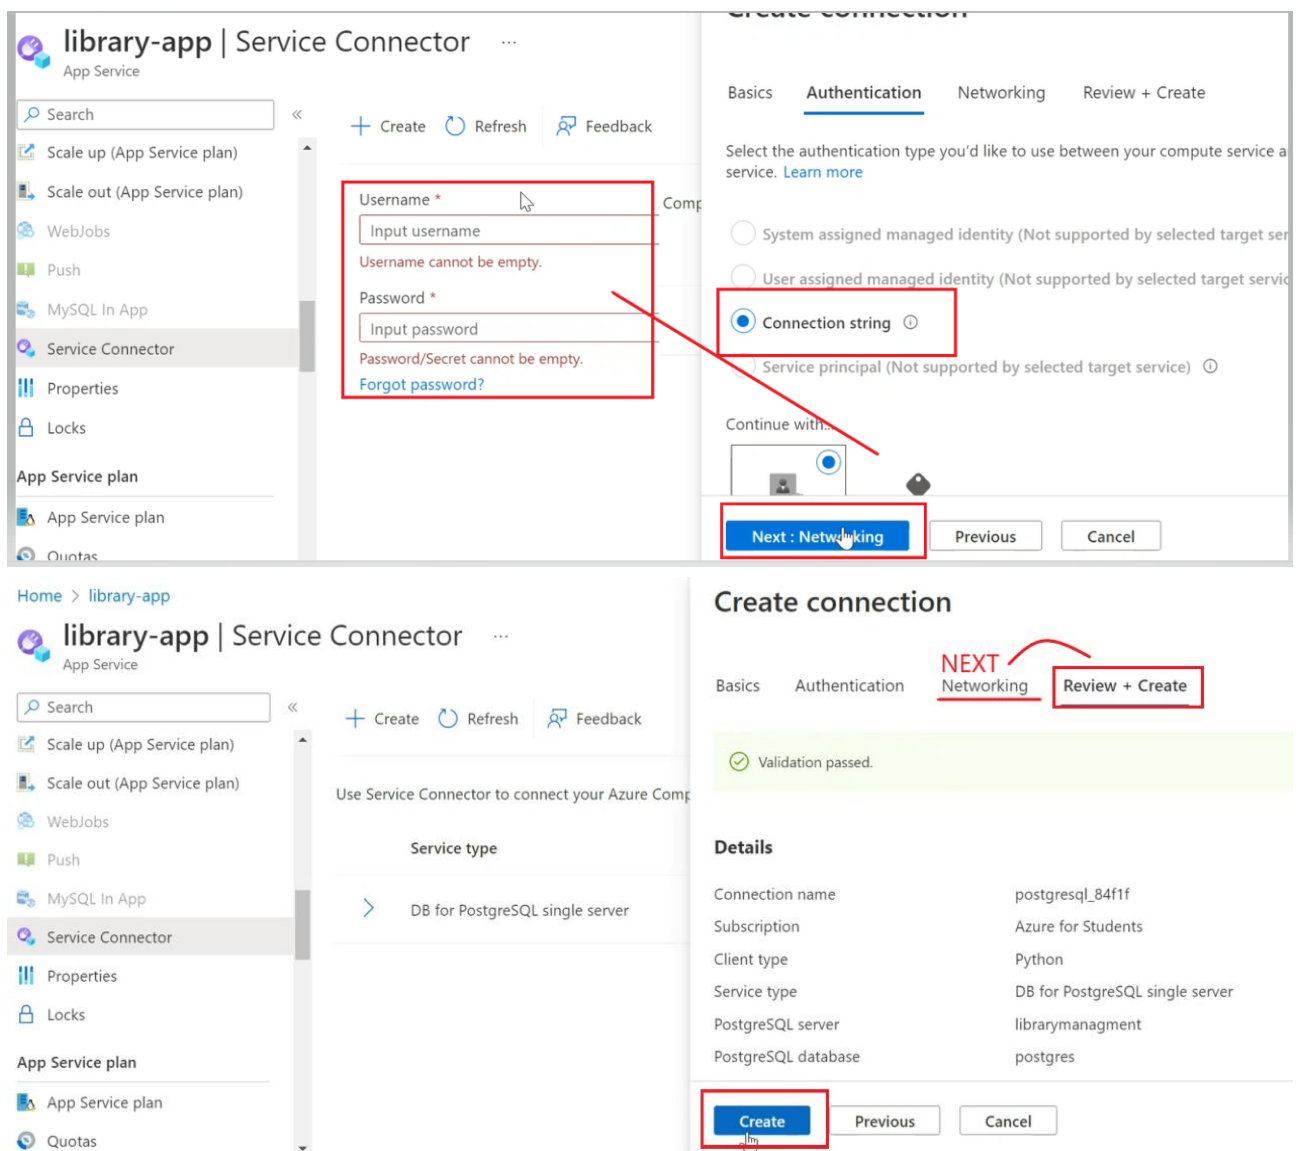 library-app | Service Connector ...
App Service
Search
«
Scale up (App Service plan)
Scale out (App Service plan)
WebJobs
Push
MySQL In App
Service Connector
Properties
Locks
App Service plan
App Service plan
Quotas
Create
Refresh
Feedback
Username *
Input username
Username cannot be empty.
Password *
Input password
Password/Secret cannot be empty.
Forgot password?
Comp
Create connection
Basics
Authentication
Networking
Review + Create
Select the authentication type you'd like to use between your compute service a
service. Learn more
System assigned managed identity (Not supported by selected target ser
User assigned managed identity (Not supported by selected target servic
Connection string
Service principal (Not supported by selected target service)
Continue with...
Next : Networking
Previous
Cancel
Home > library-app
library-app | Service Connector ...
App Service
Search
«
Scale up (App Service plan)
Scale out (App Service plan)
WebJobs
Push
MySQL In App
Service Connector
Properties
Locks
App Service plan
App Service plan
Quotas
Create
Refresh
Feedback
Use Service Connector to connect your Azure Comp
Service type
DB for PostgreSQL single server
Create connection
NEXT
Basics
Authentication
Networking
Review + Create
Validation passed.
Details
Connection name postgresql_84f1f
Subscription Azure for Students
Client type Python
Service type DB for PostgreSQL single server
PostgreSQL server librarymanagment
PostgreSQL database postgres
Create
Previous
Cancel